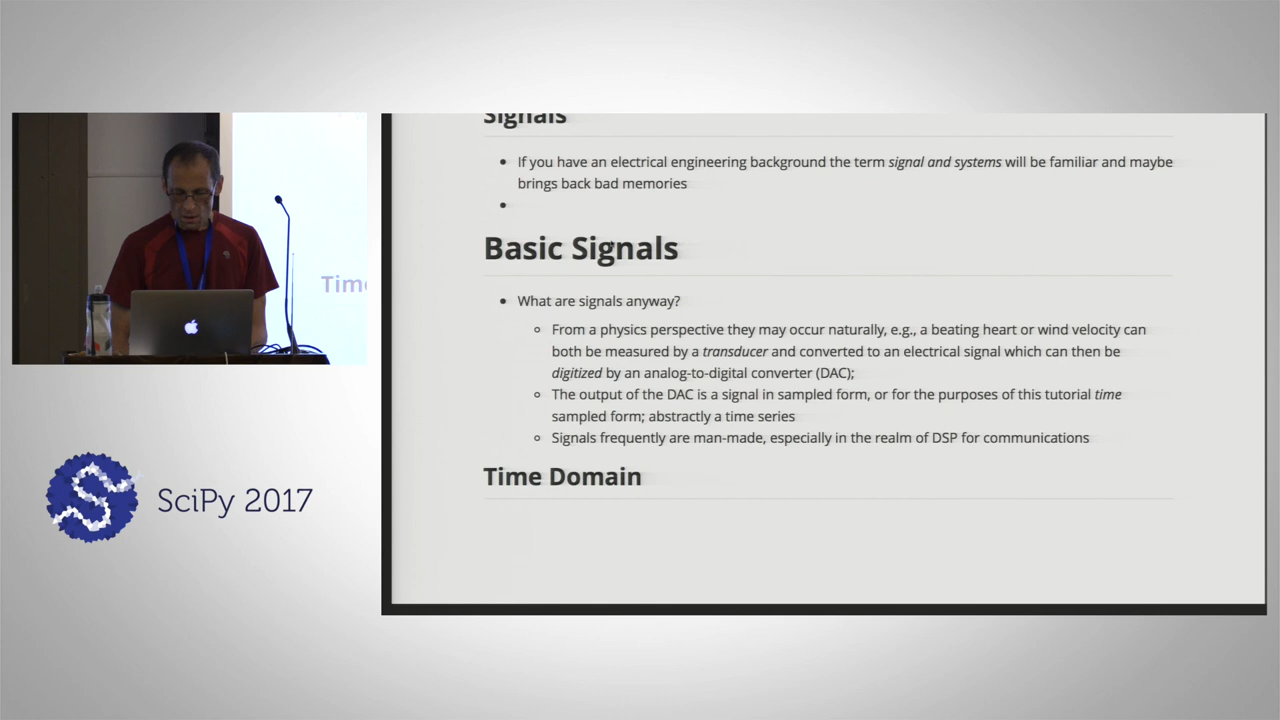 Signals
If you have an electrical engineering background the term signal and systems will be familiar and maybe
brings back bad memories
Basic Signals
What are signals anyway?
From a physics perspective they may occur naturally, e.g., a beating heart or wind velocity can
both be measured by a transducer and converted to an electrical signal which can then be
digitized by an analog-to-digital converter (DAC);
The output of the DAC is a signal in sampled form, or for the purposes of this tutorial time
sampled form; abstractly a time series
Signals frequently are man-made, especially in the realm of DSP for communications
Time Domain
Time
SciPy 2017